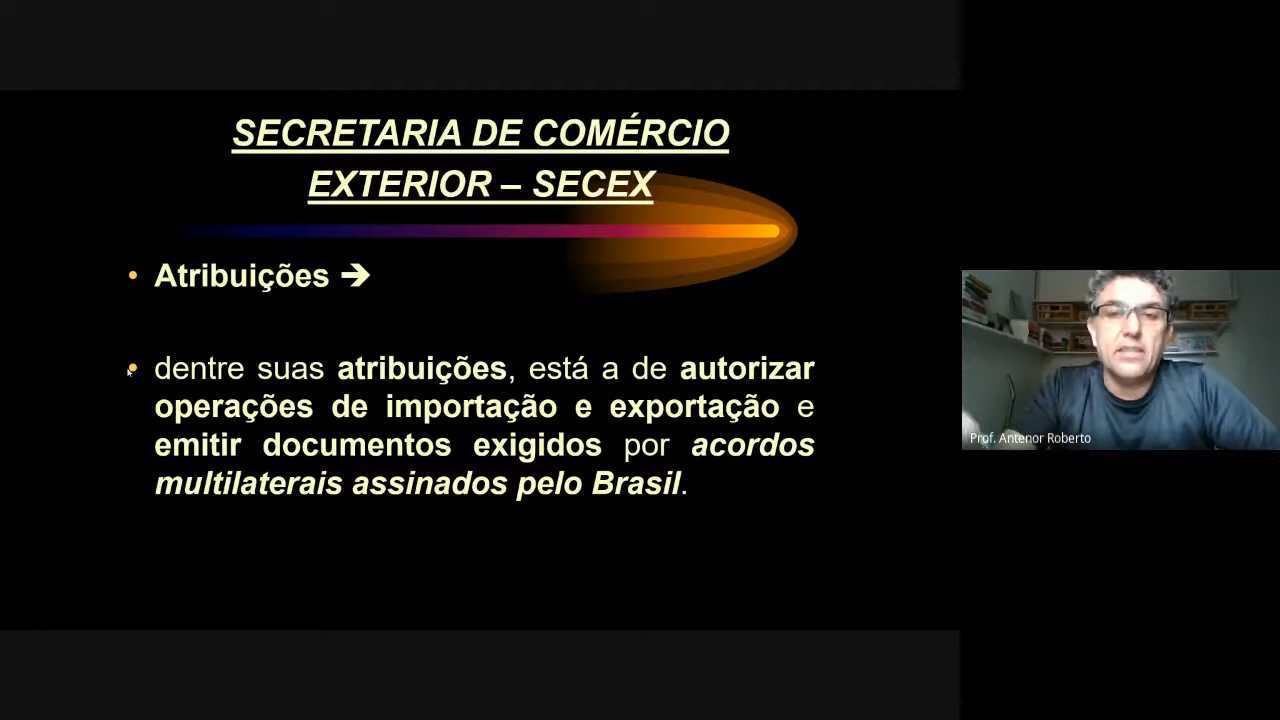 SECRETARIA DE COMÉRCIO
EXTERIOR – SECEX
• Atribuições ➔
• dentre suas atribuições, está a de autorizar
operações de importação e exportação e
emitir documentos exigidos por acordos
multilaterais assinados pelo Brasil.
Prof. Antenor Roberto